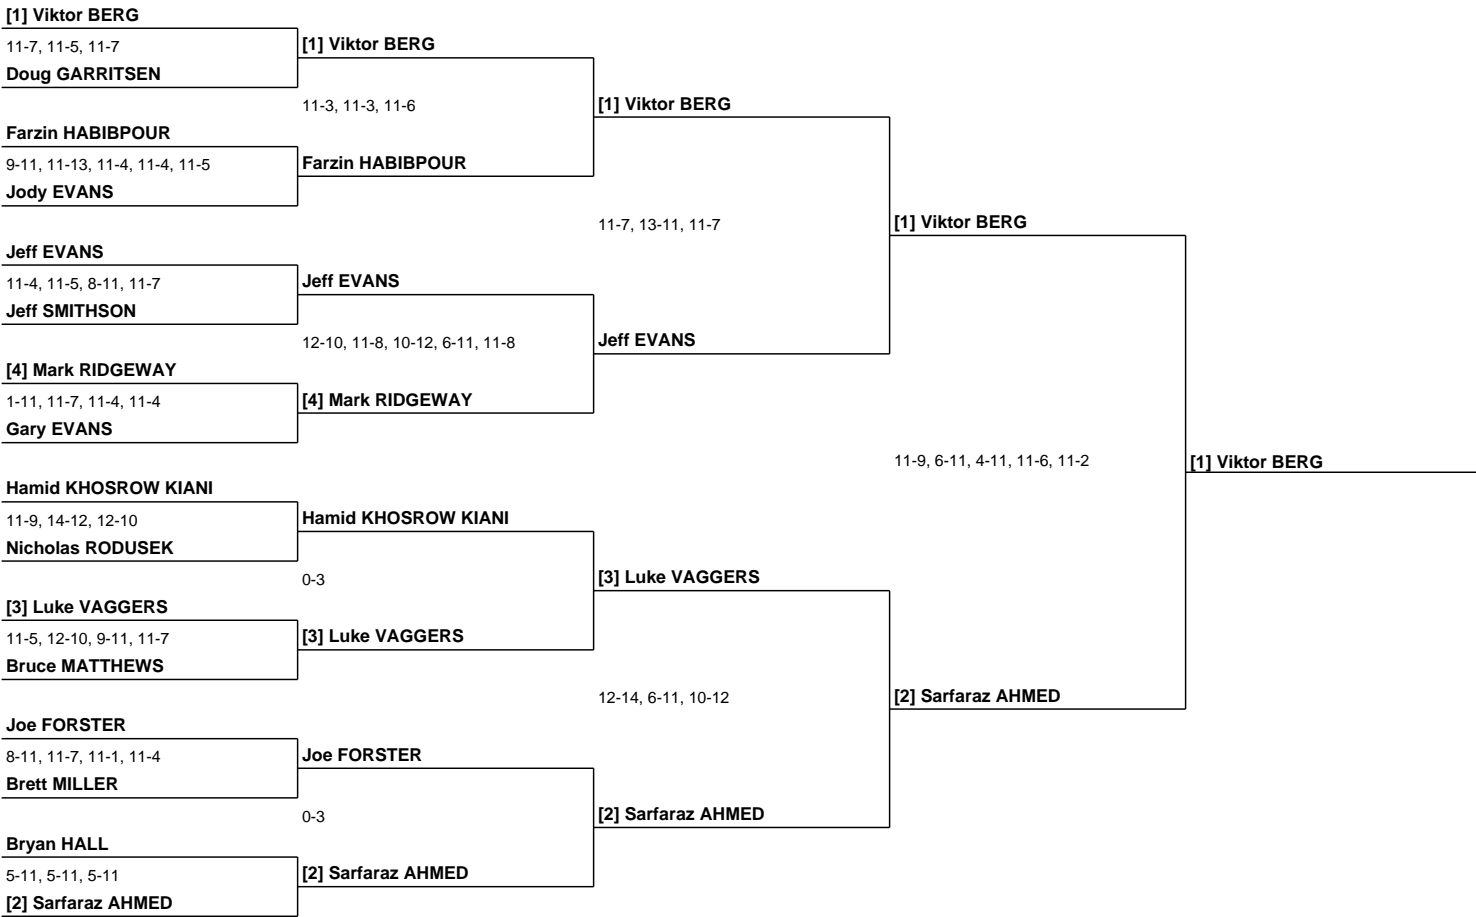 [1] Viktor BERG
11-7, 11-5, 11-7
Doug GARRITSEN
Farzin HABIBPOUR
9-11, 11-13, 11-4, 11-4, 11-5
Jody EVANS
Jeff EVANS
11-4, 11-5, 8-11, 11-7
Jeff SMITHSON
[4] Mark RIDGEWAY
1-11, 11-7, 11-4, 11-4
Gary EVANS
Hamid KHOSROW KIANI
11-9, 14-12, 12-10
Nicholas RODUSEK
[3] Luke VAGGERS
11-5, 12-10, 9-11, 11-7
Bruce MATTHEWS
Joe FORSTER
8-11, 11-7, 11-1, 11-4
Brett MILLER
Bryan HALL
5-11, 5-11, 5-11
[2] Sarfaraz AHMED
[1] Viktor BERG
11-3, 11-3, 11-6
Farzin HABIBPOUR
Jeff EVANS
12-10, 11-8, 10-12, 6-11, 11-8
[4] Mark RIDGEWAY
Hamid KHOSROW KIANI
0-3
[3] Luke VAGGERS
Joe FORSTER
0-3
[2] Sarfaraz AHMED
[1] Viktor BERG
11-7, 13-11, 11-7
Jeff EVANS
[3] Luke VAGGERS
12-14, 6-11, 10-12
[2] Sarfaraz AHMED
[1] Viktor BERG
11-9, 6-11, 4-11, 11-6, 11-2
[2] Sarfaraz AHMED
[1] Viktor BERG